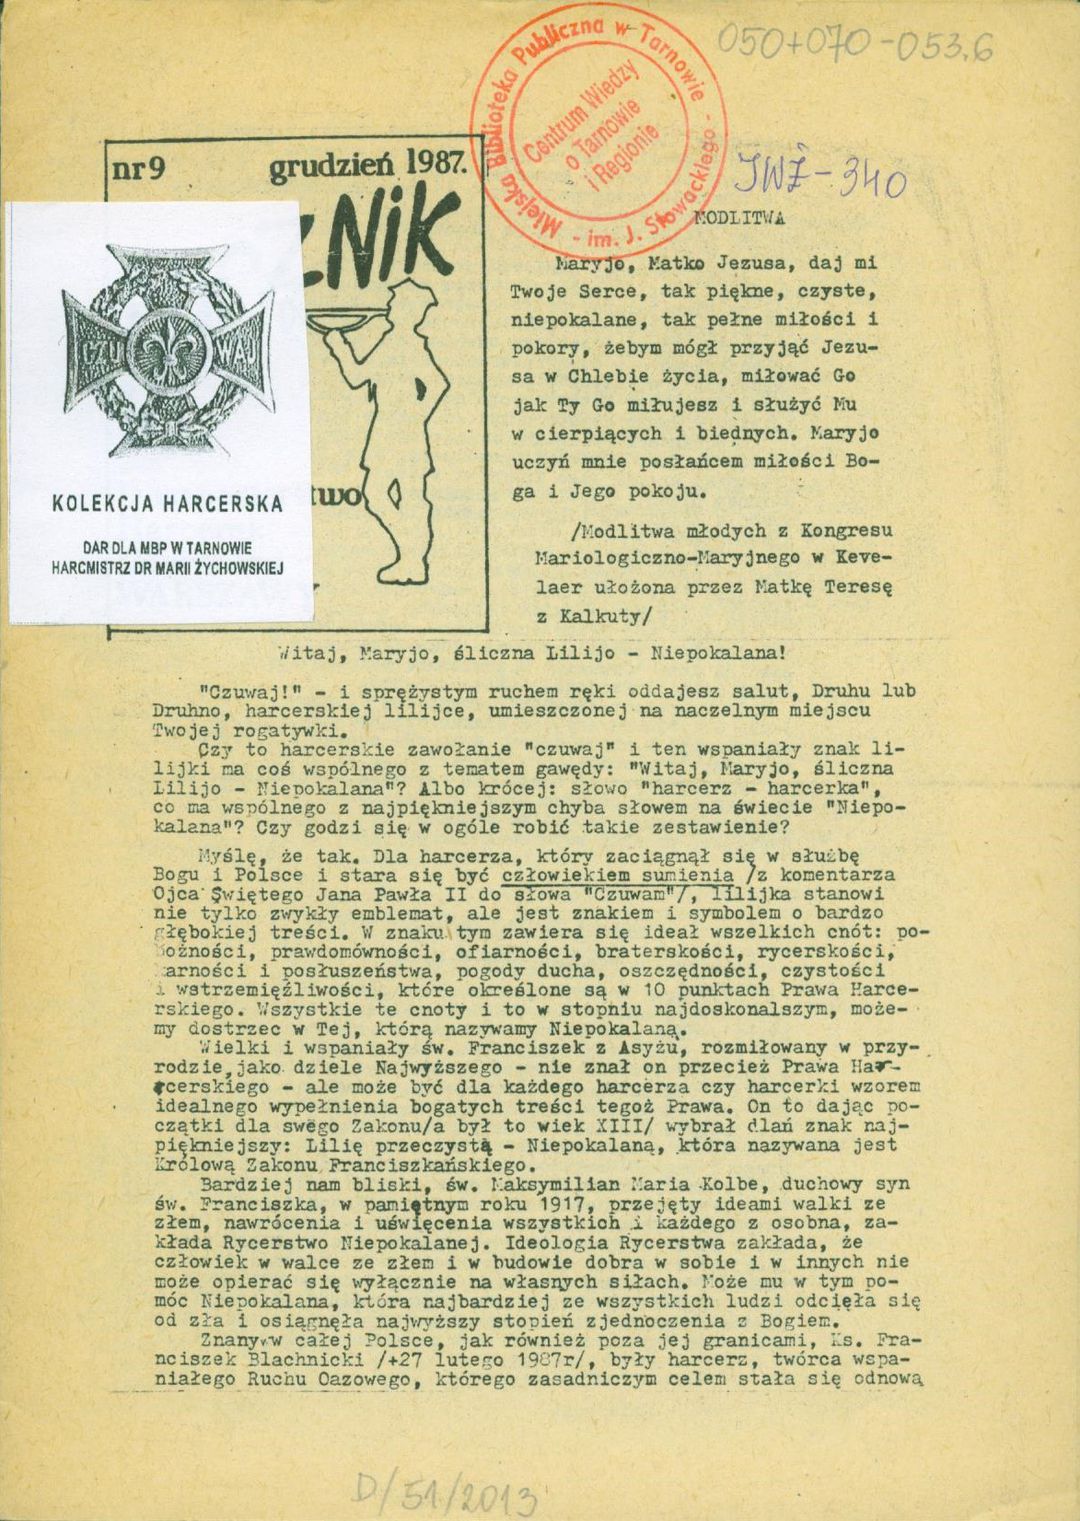 050+070-053.6
Miejska Biblioteka Publiczna w Tarnowie
- im. J. Słowackiego -
Centrum Wiedzy
o Tarnowie
i Regionie
JWŻ-340
nr 9 grudzień 1987.
NiK
CZU WAJ
KOLEKCJA HARCERSKA
DAR DLA MBP W TARNOWIE
HARCMISTRZ DR MARII ŻYCHOWSKIEJ
two
MODLITWA
Maryjo, Matko Jezusa, daj mi
Twoje Serce, tak piękne, czyste,
niepokalane, tak pełne miłości i
pokory, żebym mógł przyjąć Jezu-
sa w Chlebie życia, miłować Go
jak Ty Go miłujesz i służyć Mu
w cierpiących i biednych. Maryjo
uczyń mnie posłańcem miłości Bo-
ga i Jego pokoju.
/Modlitwa młodych z Kongresu
Mariologiczno-Maryjnego w Keve-
laer ułożona przez Matkę Teresę
z Kalkuty/
Witaj, Maryjo, śliczna Lilijo - Niepokalana!
"Czuwaj!" - i sprężystym ruchem ręki oddajesz salut, Druhu lub
Druhno, harcerskiej lilijce, umieszczonej na naczelnym miejscu
Twojej rogatywki.
Czy to harcerskie zawołanie "czuwaj" i ten wspaniały znak li-
lijki ma coś wspólnego z tematem gawędy: "Witaj, Maryjo, śliczna
Lilijo - Niepokalana"? Albo krócej: słowo "harcerz - harcerka",
co ma wspólnego z najpiękniejszym chyba słowem na świecie "Niepo-
kalana"? Czy godzi się w ogóle robić takie zestawienie?
Myślę, że tak. Dla harcerza, który zaciągnął się w służbę
Bogu i Polsce i stara się być człowiekiem sumienia /z komentarza
Ojca Świętego Jana Pawła II do słowa "Czuwam"/, lilijka stanowi
nie tylko zwykły emblemat, ale jest znakiem i symbolem o bardzo
głębokiej treści. W znaku tym zawiera się ideał wszelkich cnót: po-
bożności, prawdomówności, ofiarności, braterskości, rycerskości,
karności i posłuszeństwa, pogody ducha, oszczędności, czystości
i wstrzemięźliwości, które określone są w 10 punktach Prawa Harce-
rskiego. Wszystkie te cnoty i to w stopniu najdoskonalszym, może-
my dostrzec w Tej, którą nazywamy Niepokalaną.
Wielki i wspaniały św. Franciszek z Asyżu, rozmiłowany w przy-
rodzie, jako dziele Najwyższego - nie znał on przecież Prawa Har-
cerskiego - ale może być dla każdego harcerza czy harcerki wzorem
idealnego wypełnienia bogatych treści tegoż Prawa. On to dając po-
czątki dla swego Zakonu/a był to wiek XIII/ wybrał dlań znak naj-
piękniejszy: Lilię przeczystą - Niepokalaną, która nazywana jest
Królową Zakonu Franciszkańskiego.
Bardziej nam bliski, św. Maksymilian Maria Kolbe, duchowy syn
św. Franciszka, w pamiętnym roku 1917, przejęty ideami walki ze
złem, nawrócenia i uświęcenia wszystkich i każdego z osobna, za-
kłada Rycerstwo Niepokalanej. Ideologia Rycerstwa zakłada, że
człowiek w walce ze złem i w budowie dobra w sobie i w innych nie
może opierać się wyłącznie na własnych siłach. Może mu w tym po-
móc Niepokalana, która najbardziej ze wszystkich ludzi odcięła się
od zła i osiągnęła najwyższy stopień zjednoczenia z Bogiem.
Znany w całej Polsce, jak również poza jej granicami, Ks. Fra-
nciszek Blachnicki /+27 lutego 1987r/, były harcerz, twórca wspa-
niałego Ruchu Oazowego, którego zasadniczym celem stała się odnową
D/51/2013